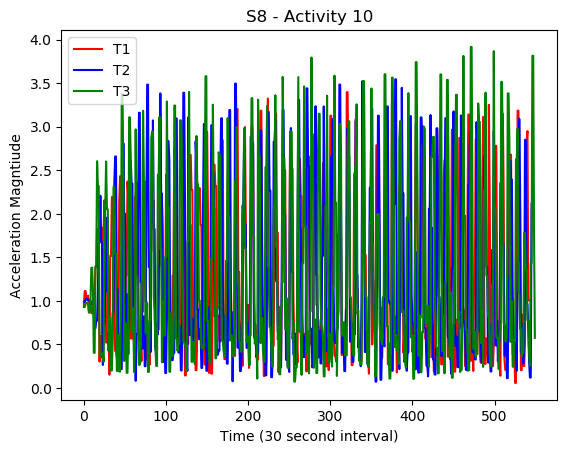 S8 - Activity 10
T1
T2
T3
Acceleration Magntiude
4.0
3.5
3.0
2.5
2.0
1.5
1.0
0.5
0.0
0 100 200 300 400 500
Time (30 second interval)